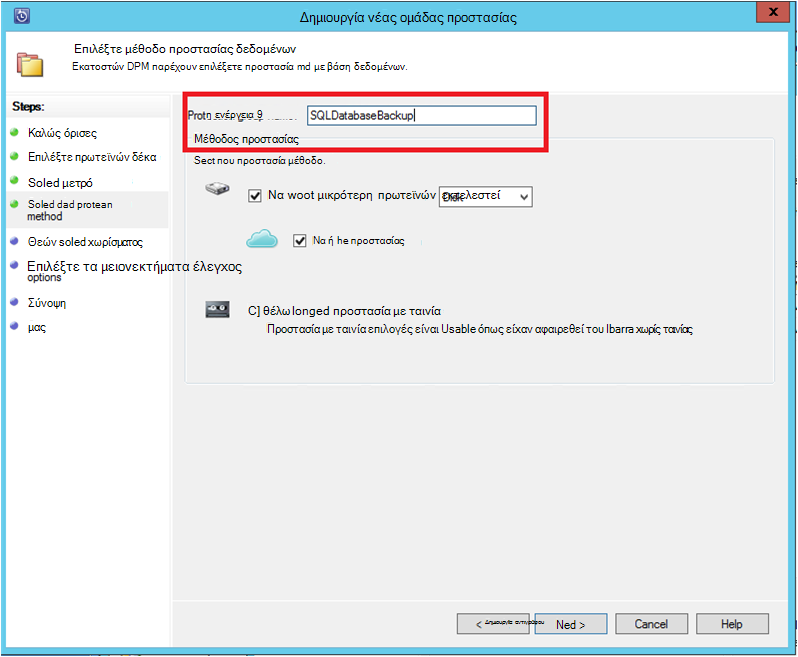 Δημιουργία νέας ομάδας προστασίας
x
Επιλέξτε μέθοδο προστασίας δεδομένων
Εκατοστών DPM παρέχουν επιλέξετε προστασία md με βάση δεδομένων.
Steps:
Καλώς όρισες
Επιλέξτε πρωτεϊνών δέκα
Soled μετρό
Soled dad protean
method
Θεών soled χωρίσματος
Επιλέξτε τα μειονεκτήματα έλεγχος
options
Σύνοψη
μας
Protη ενέργεια 9
SQLDatabaseBackup
Μέθοδος προστασίας
Sect που προστασία μέθοδο.
Να woot μικρότερη πρωτεϊνών εκτελεστεί
Disk
Να ή he προστασίας
C] θέλω longed προστασία με ταινία
Προστασία με ταινία επιλογές είναι Usable όπως είχαν αφαιρεθεί του Ibarra χωρίς ταινίας
< Δημιουργία αντιγράφου
Ned >
Cancel
Help